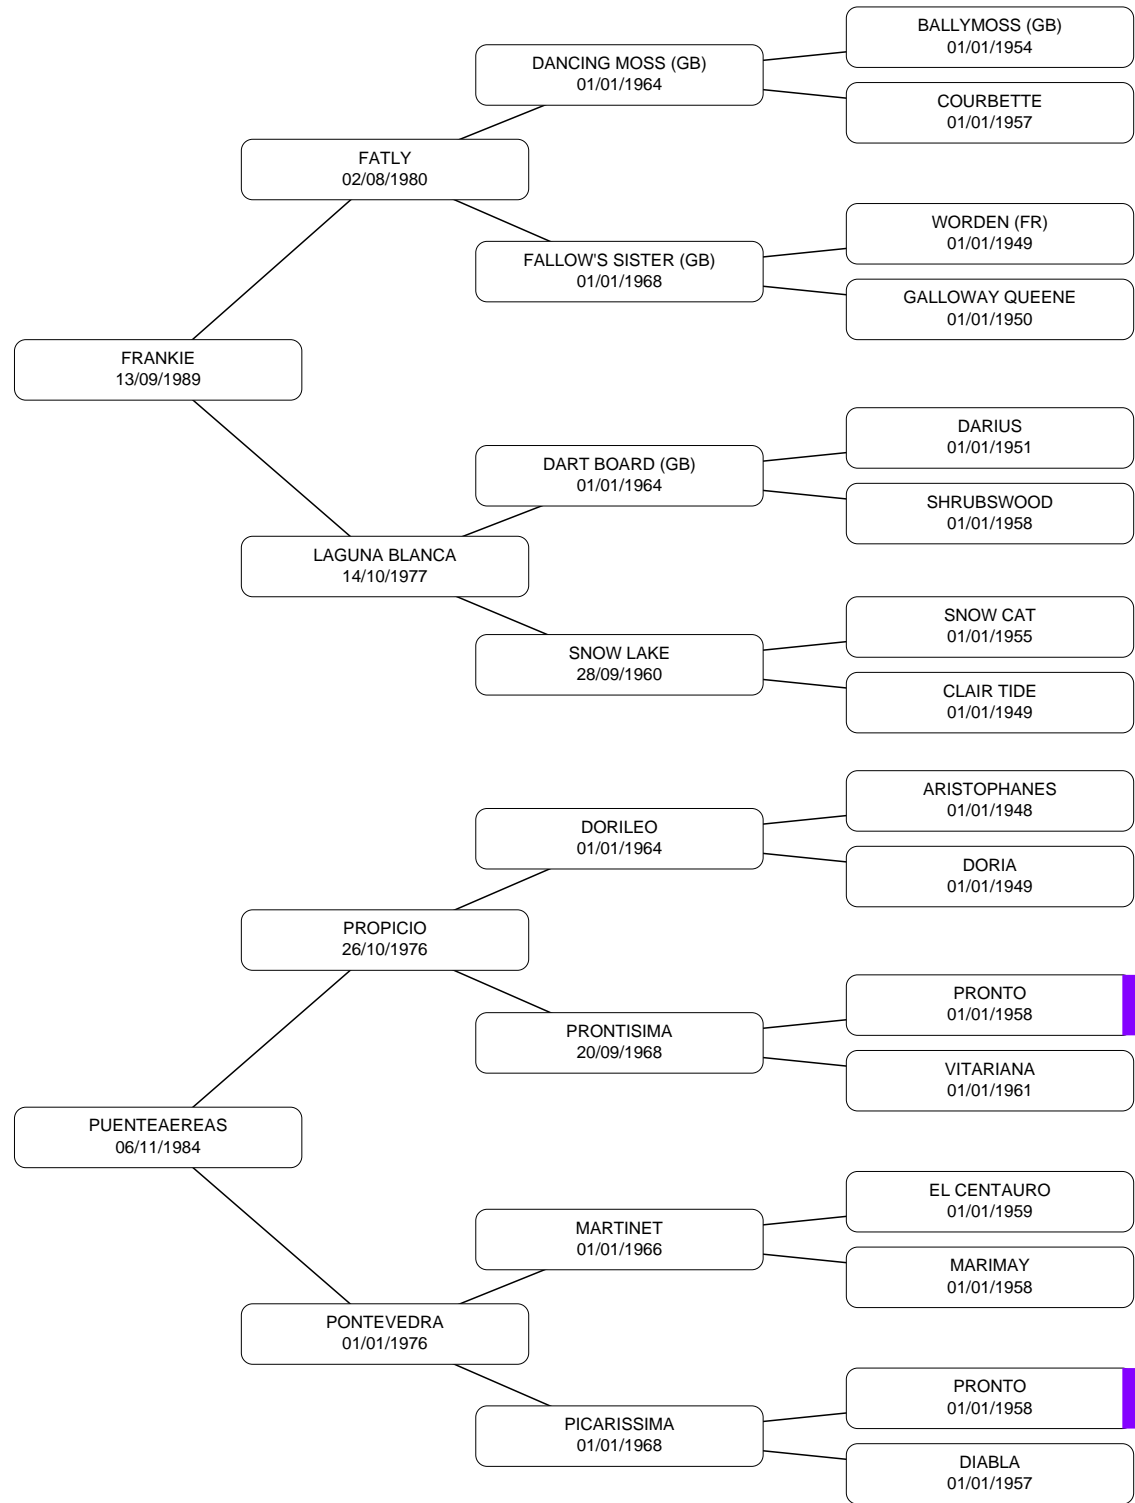 BALLYMOSS (GB)
01/01/1954
DANCING MOSS (GB)
01/01/1964
COURBETTE
01/01/1957
FATLY
02/08/1980
WORDEN (FR)
01/01/1949
FALLOW'S SISTER (GB)
01/01/1968
GALLOWAY QUEENE
01/01/1950
FRANKIE
13/09/1989
DARIUS
01/01/1951
DART BOARD (GB)
01/01/1964
SHRUBSWOOD
01/01/1958
LAGUNA BLANCA
14/10/1977
SNOW CAT
01/01/1955
SNOW LAKE
28/09/1960
CLAIR TIDE
01/01/1949
ARISTOPHANES
01/01/1948
DORILEO
01/01/1964
DORIA
01/01/1949
PROPICIO
26/10/1976
PRONTO
01/01/1958
PRONTISIMA
20/09/1968
VITARIANA
01/01/1961
PUENTEAEREAS
06/11/1984
EL CENTAURO
01/01/1959
MARTINET
01/01/1966
MARIMAY
01/01/1958
PONTEVEDRA
01/01/1976
PRONTO
01/01/1958
PICARISSIMA
01/01/1968
DIABLA
01/01/1957